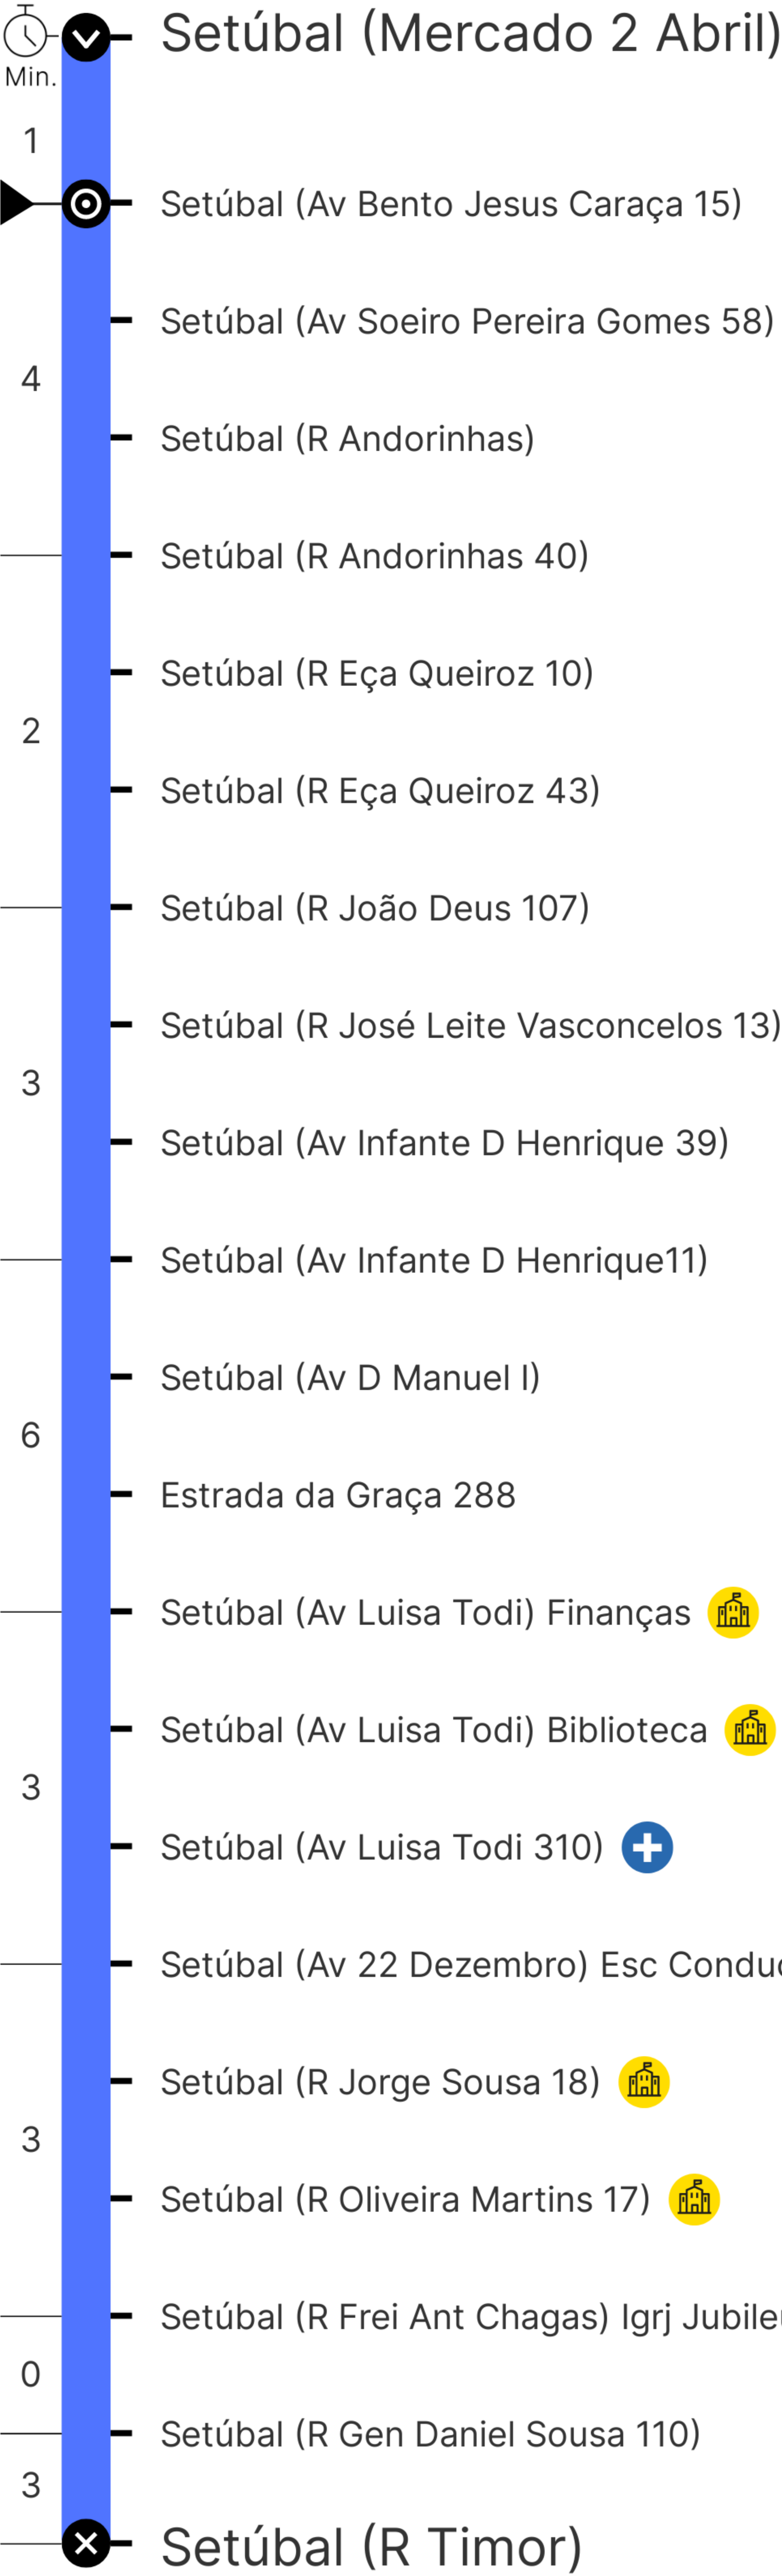 Setúbal (Mercado 2 Abril)
Min.
1
Setúbal (Av Bento Jesus Caraça 15)
Setúbal (Av Soeiro Pereira Gomes 58)
4
Setúbal (R Andorinhas)
Setúbal (R Andorinhas 40)
Setúbal (R Eça Queiroz 10)
2
Setúbal (R Eça Queiroz 43)
Setúbal (R João Deus 107)
Setúbal (R José Leite Vasconcelos 13)
3
Setúbal (Av Infante D Henrique 39)
Setúbal (Av Infante D Henrique11)
Setúbal (Av D Manuel I)
6
Estrada da Graça 288
Setúbal (Av Luisa Todi) Finanças
Setúbal (Av Luisa Todi) Biblioteca
3
Setúbal (Av Luisa Todi 310)
Setúbal (Av 22 Dezembro) Esc
Setúbal (R Jorge Sousa 18)
3
Setúbal (R Oliveira Martins 17)
Setúbal (R Frei Ant Chagas) Igrj
0
Setúbal (R Gen Daniel Sousa 110)
3
Setúbal (R Timor)